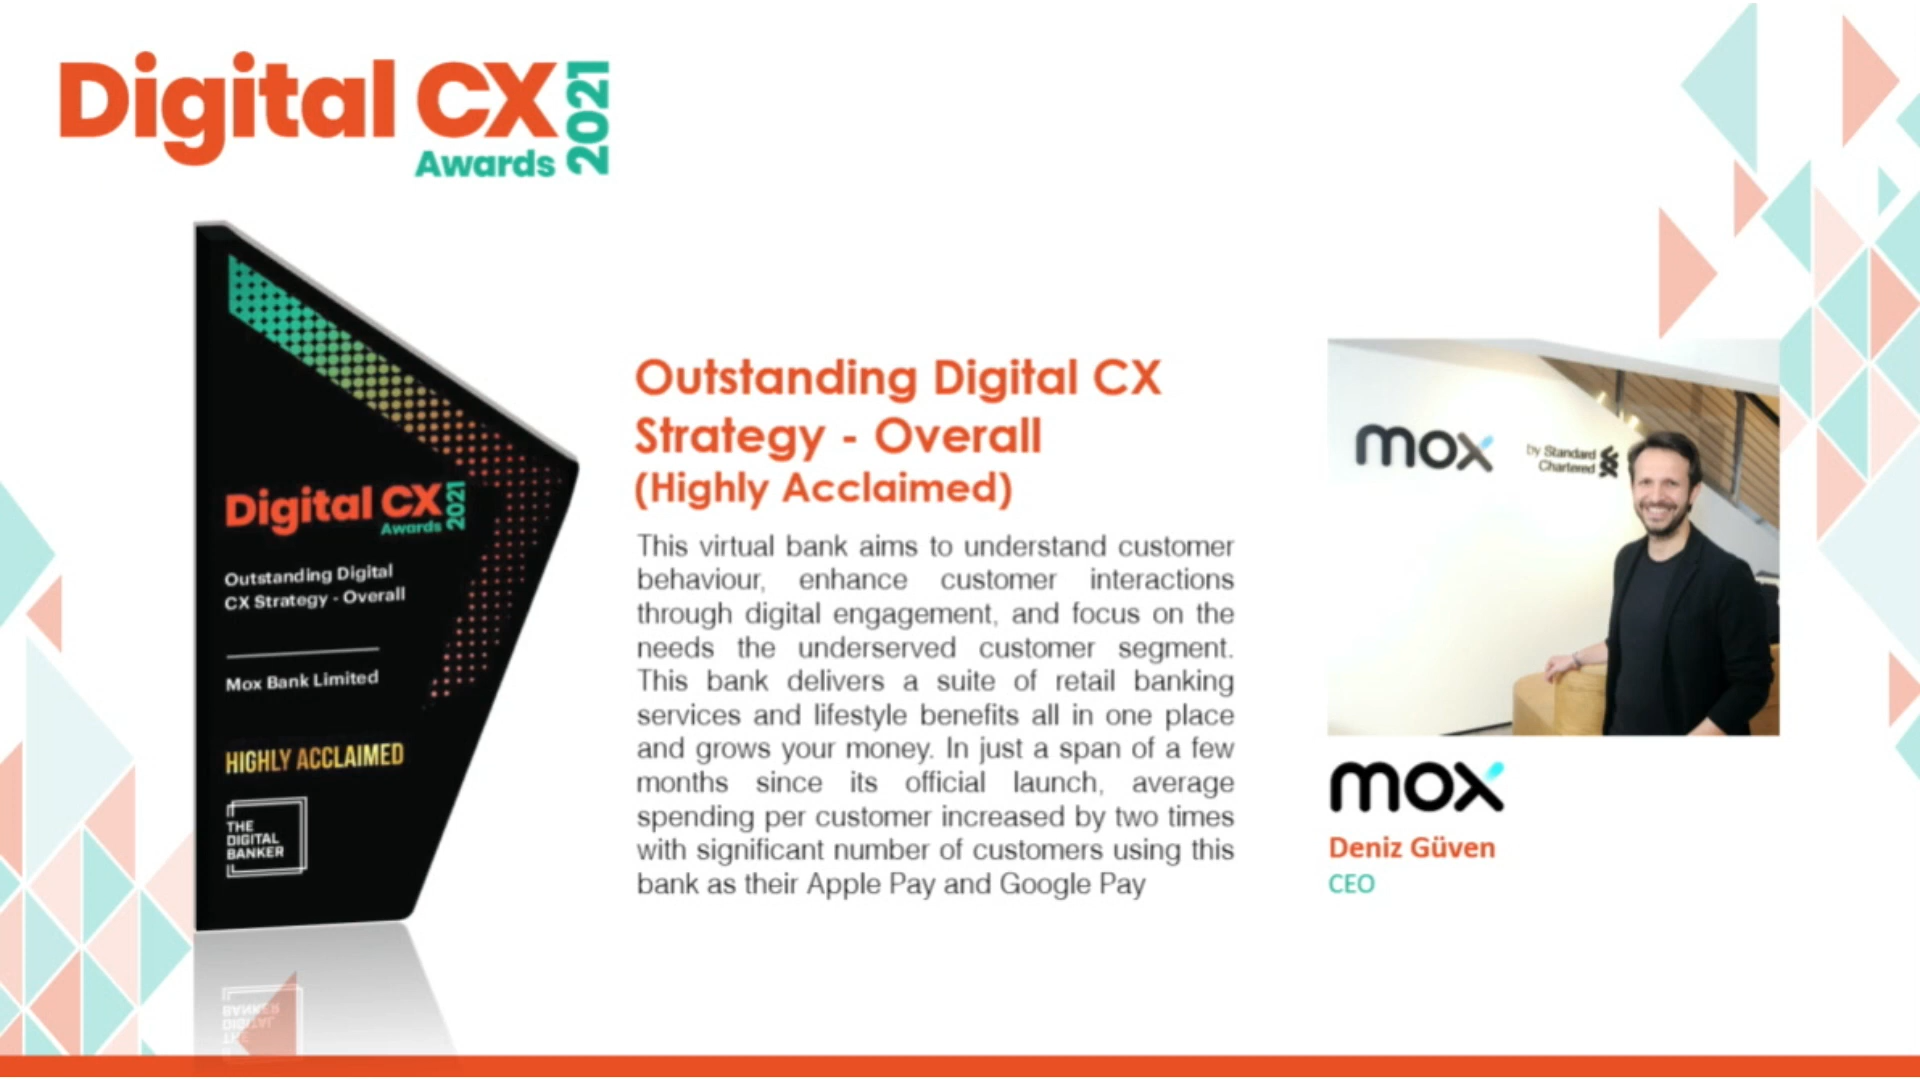 Digital CX
Awards
2021
Digital CX
Awards
2021
Outstanding Digital
CX Strategy - Overall
Mox Bank Limited
HIGHLY ACCLAIMED
THE
DIGITAL
BANKER
Outstanding Digital CX
Strategy - Overall
(Highly Acclaimed)
This virtual bank aims to understand customer
behaviour, enhance customer interactions
through digital engagement, and focus on the
needs the underserved customer segment.
This bank delivers a suite of retail banking
services and lifestyle benefits all in one place
and grows your money. In just a span of a few
months since its official launch, average
spending per customer increased by two times
with significant number of customers using this
bank as their Apple Pay and Google Pay
mox
by Standard
Chartered
mox
Deniz Güven
CEO